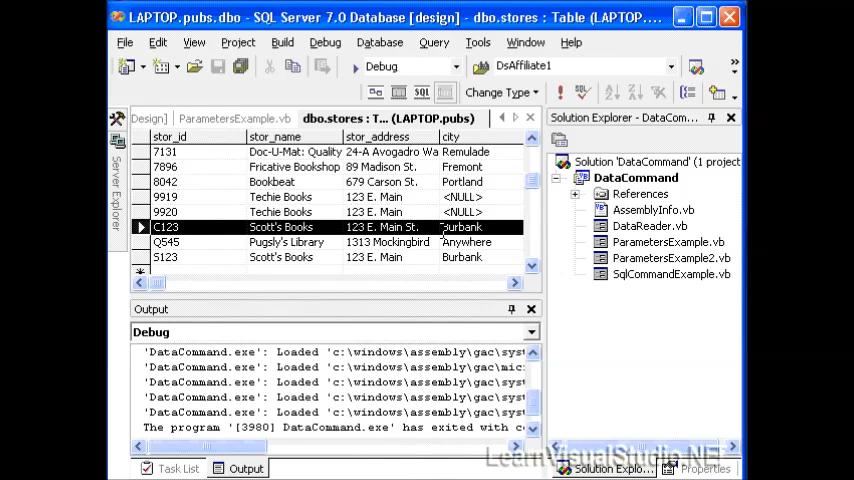 LAPTOP.pubs.dbo - SQL Server 7.0 Database [design] - dbo.stores : Table (LAPTOP....
File Edit View Project Build Debug Database Query Tools Window Help
Debug DsAffiliate1
SQL Change Type
Design] ParametersExample.vb dbo.stores : T... (LAPTOP.pubs)
Server Explorer
stor_id stor_name stor_address city
7131 Doc-U-Mat: Quality 24-A Avogadro Wa Remulade
7896 Fricative Bookshop 89 Madison St. Fremont
8042 Bookbeat 679 Carson St. Portland
9919 Techie Books 123 E. Main <NULL>
9920 Techie Books 123 E. Main <NULL>
C123 Scott's Books 123 E. Main St. Burbank
Q545 Pugsly's Library 1313 Mockingbird Anywhere
S123 Scott's Books 123 E. Main Burbank
Solution Explorer - DataCom...
Solution 'DataCommand' (1 project
DataCommand
References
AssemblyInfo.vb
DataReader.vb
ParametersExample.vb
ParametersExample2.vb
SqlCommandExample.vb
Output
Debug
'DataCommand.exe': Loaded 'c:\windows\assembly\gac\sys
'DataCommand.exe': Loaded 'c:\windows\assembly\gac\mic
'DataCommand.exe': Loaded 'c:\windows\assembly\gac\sys
'DataCommand.exe': Loaded 'c:\windows\assembly\gac\sys
'DataCommand.exe': Loaded 'c:\windows\assembly\gac\sys
The program '[3980] DataCommand.exe' has exited with c
LearnVisualStudio.NET
Task List Output
Solution Explo... Properties